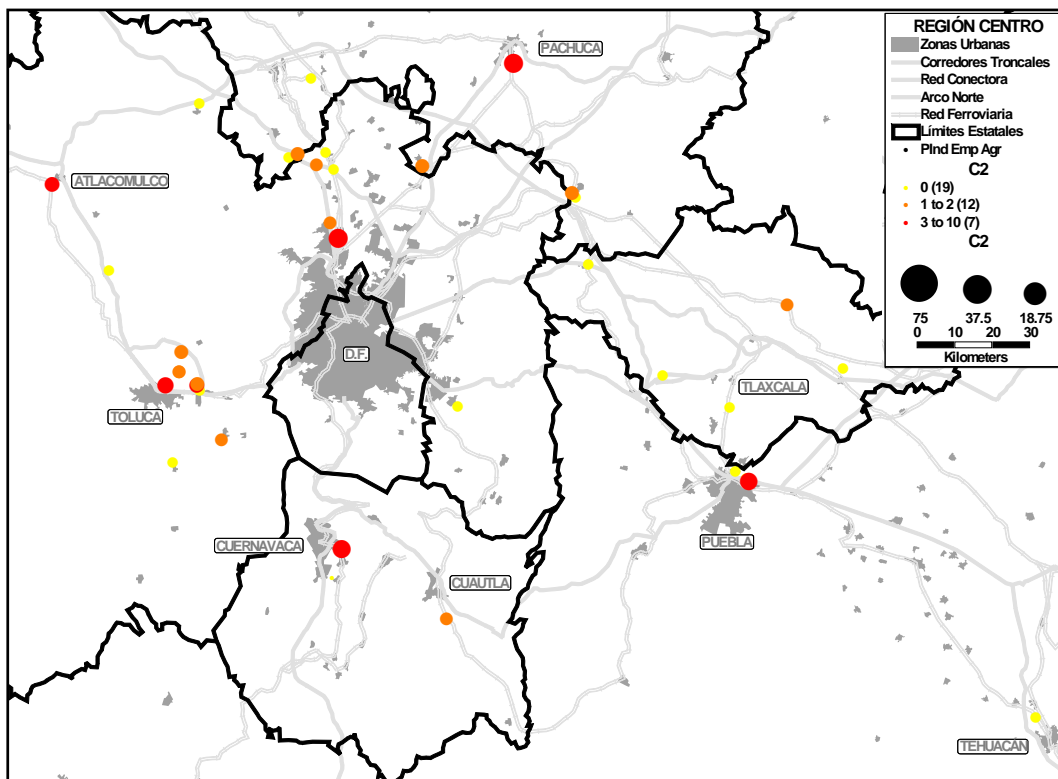 PACHUCA
ATLACOMULCO
D.F.
TOLUCA
TLAXCALA
CUERNAVACA
PUEBLA
CUAUTLA
TEHUACÁN
REGIÓN CENTRO
Zonas Urbanas
Corredores Troncales
Red Conectora
Arco Norte
Red Ferroviaria
Límites Estatales
Plnd Emp Agr
C2
0 (19)
1 to 2 (12)
3 to 10 (7)
C2
75 37.5 18.75
0 10 20 30
Kilometers